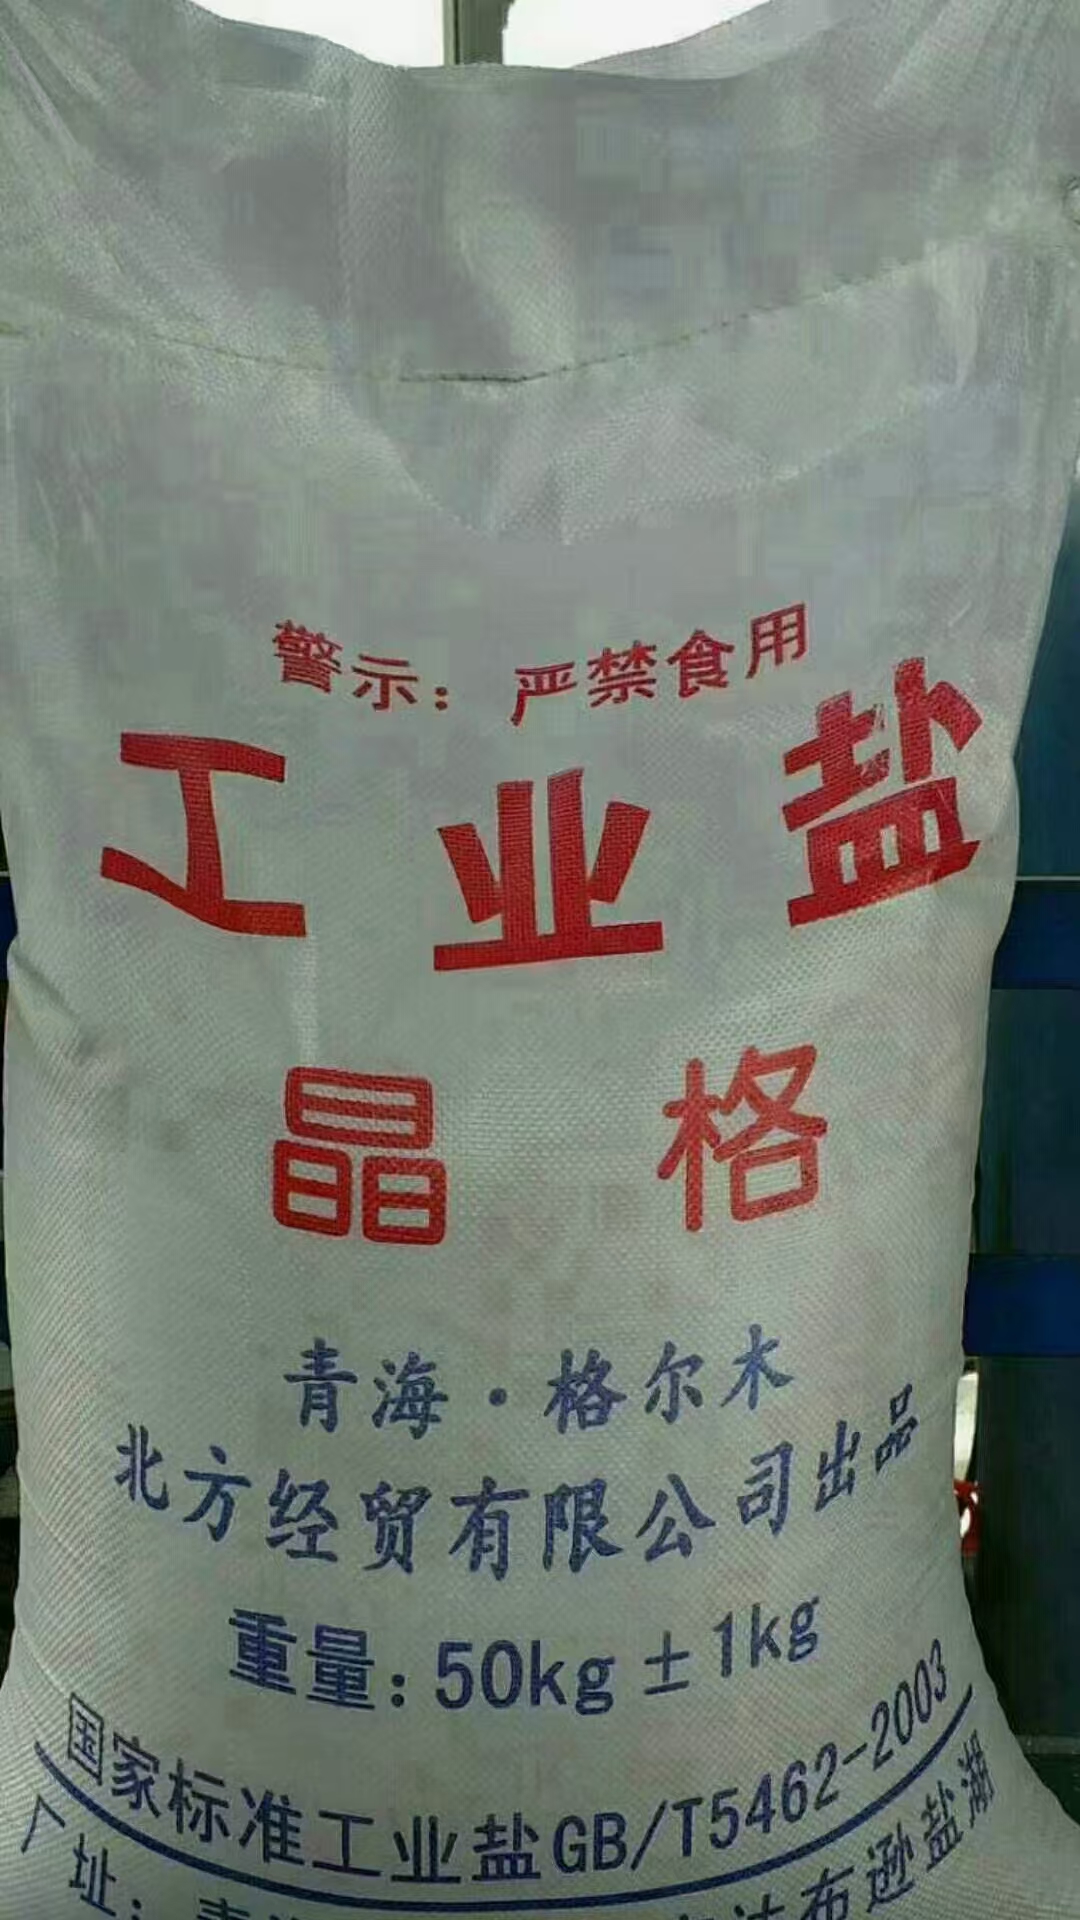 警示：严禁食用
工业盐
晶格
青海·格尔木
北方经贸有限公司出品
重量：50kg±1kg
国家标准工业盐GB/T5462-2003
厂址：青海 布逊盐湖